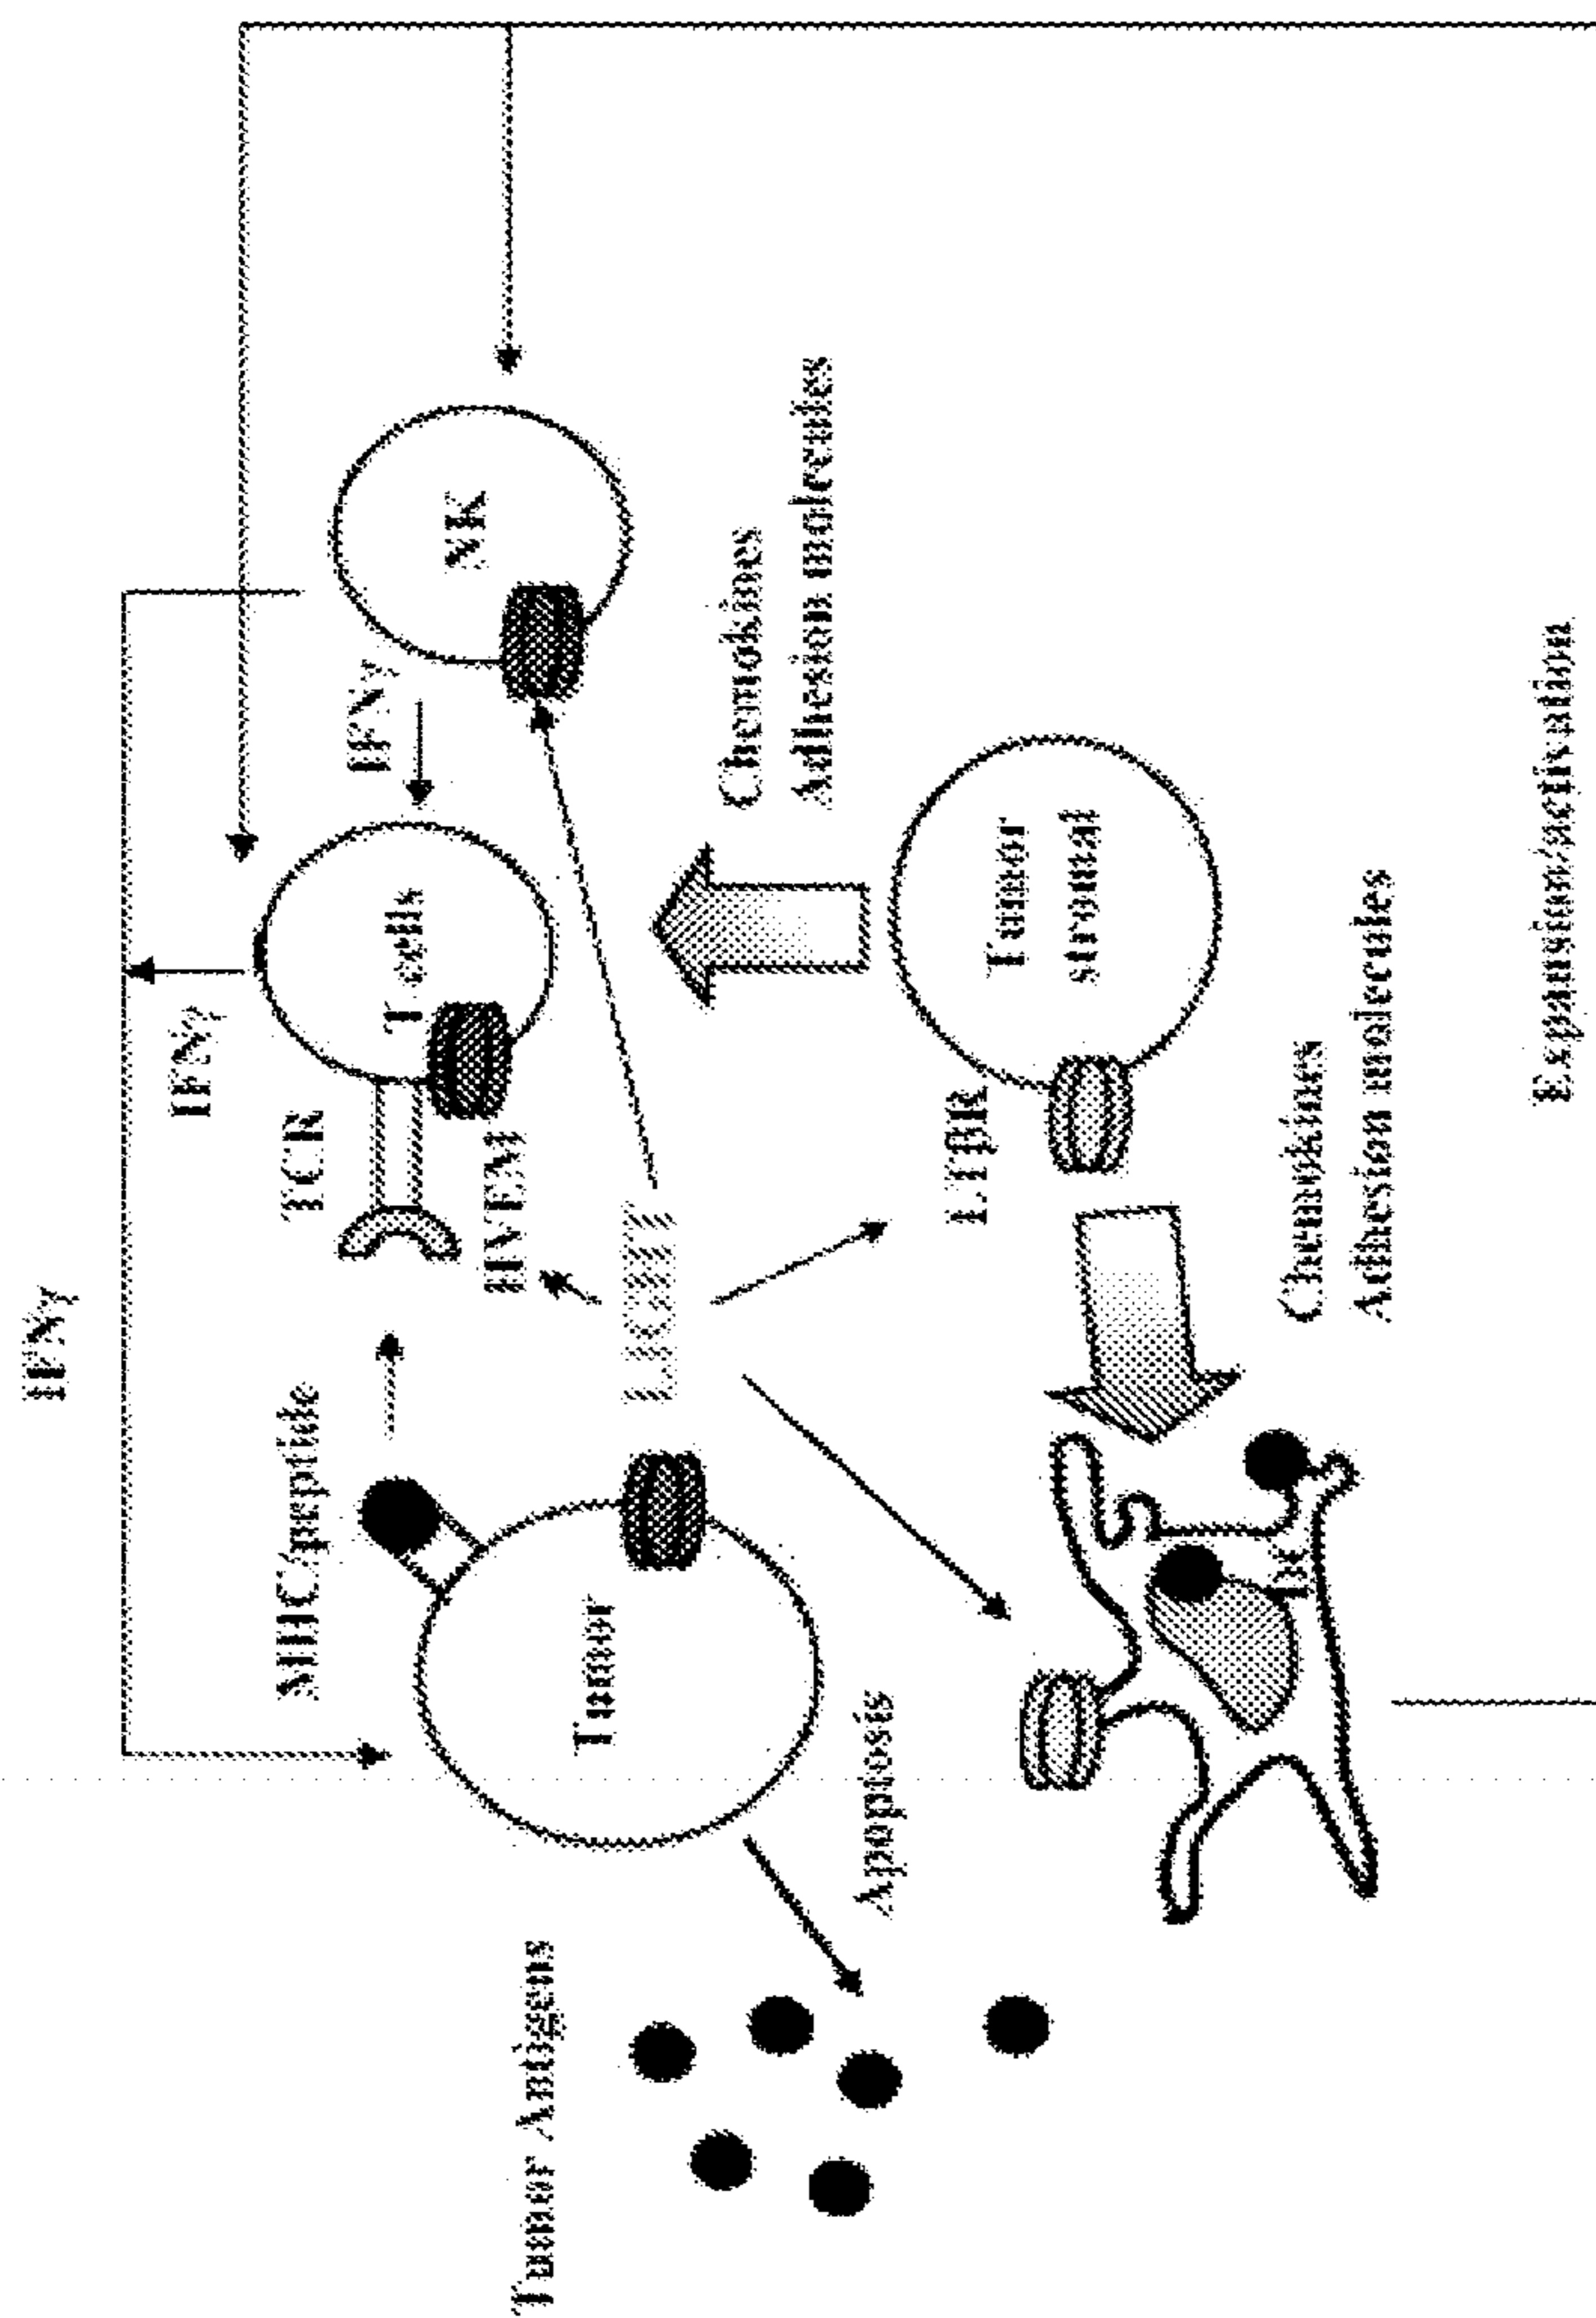 IFNγ
IFNγ
MHC/peptide
TCR
IFNγ
T cells
NK
HVEM
Tumor Antigens
Tumor
LIGHT
Chemokines
Adhesion molecules
Apoptosis
LTβR
Tumor
stromal
DC
Chemokines
Adhesion molecules
Expansion/activation